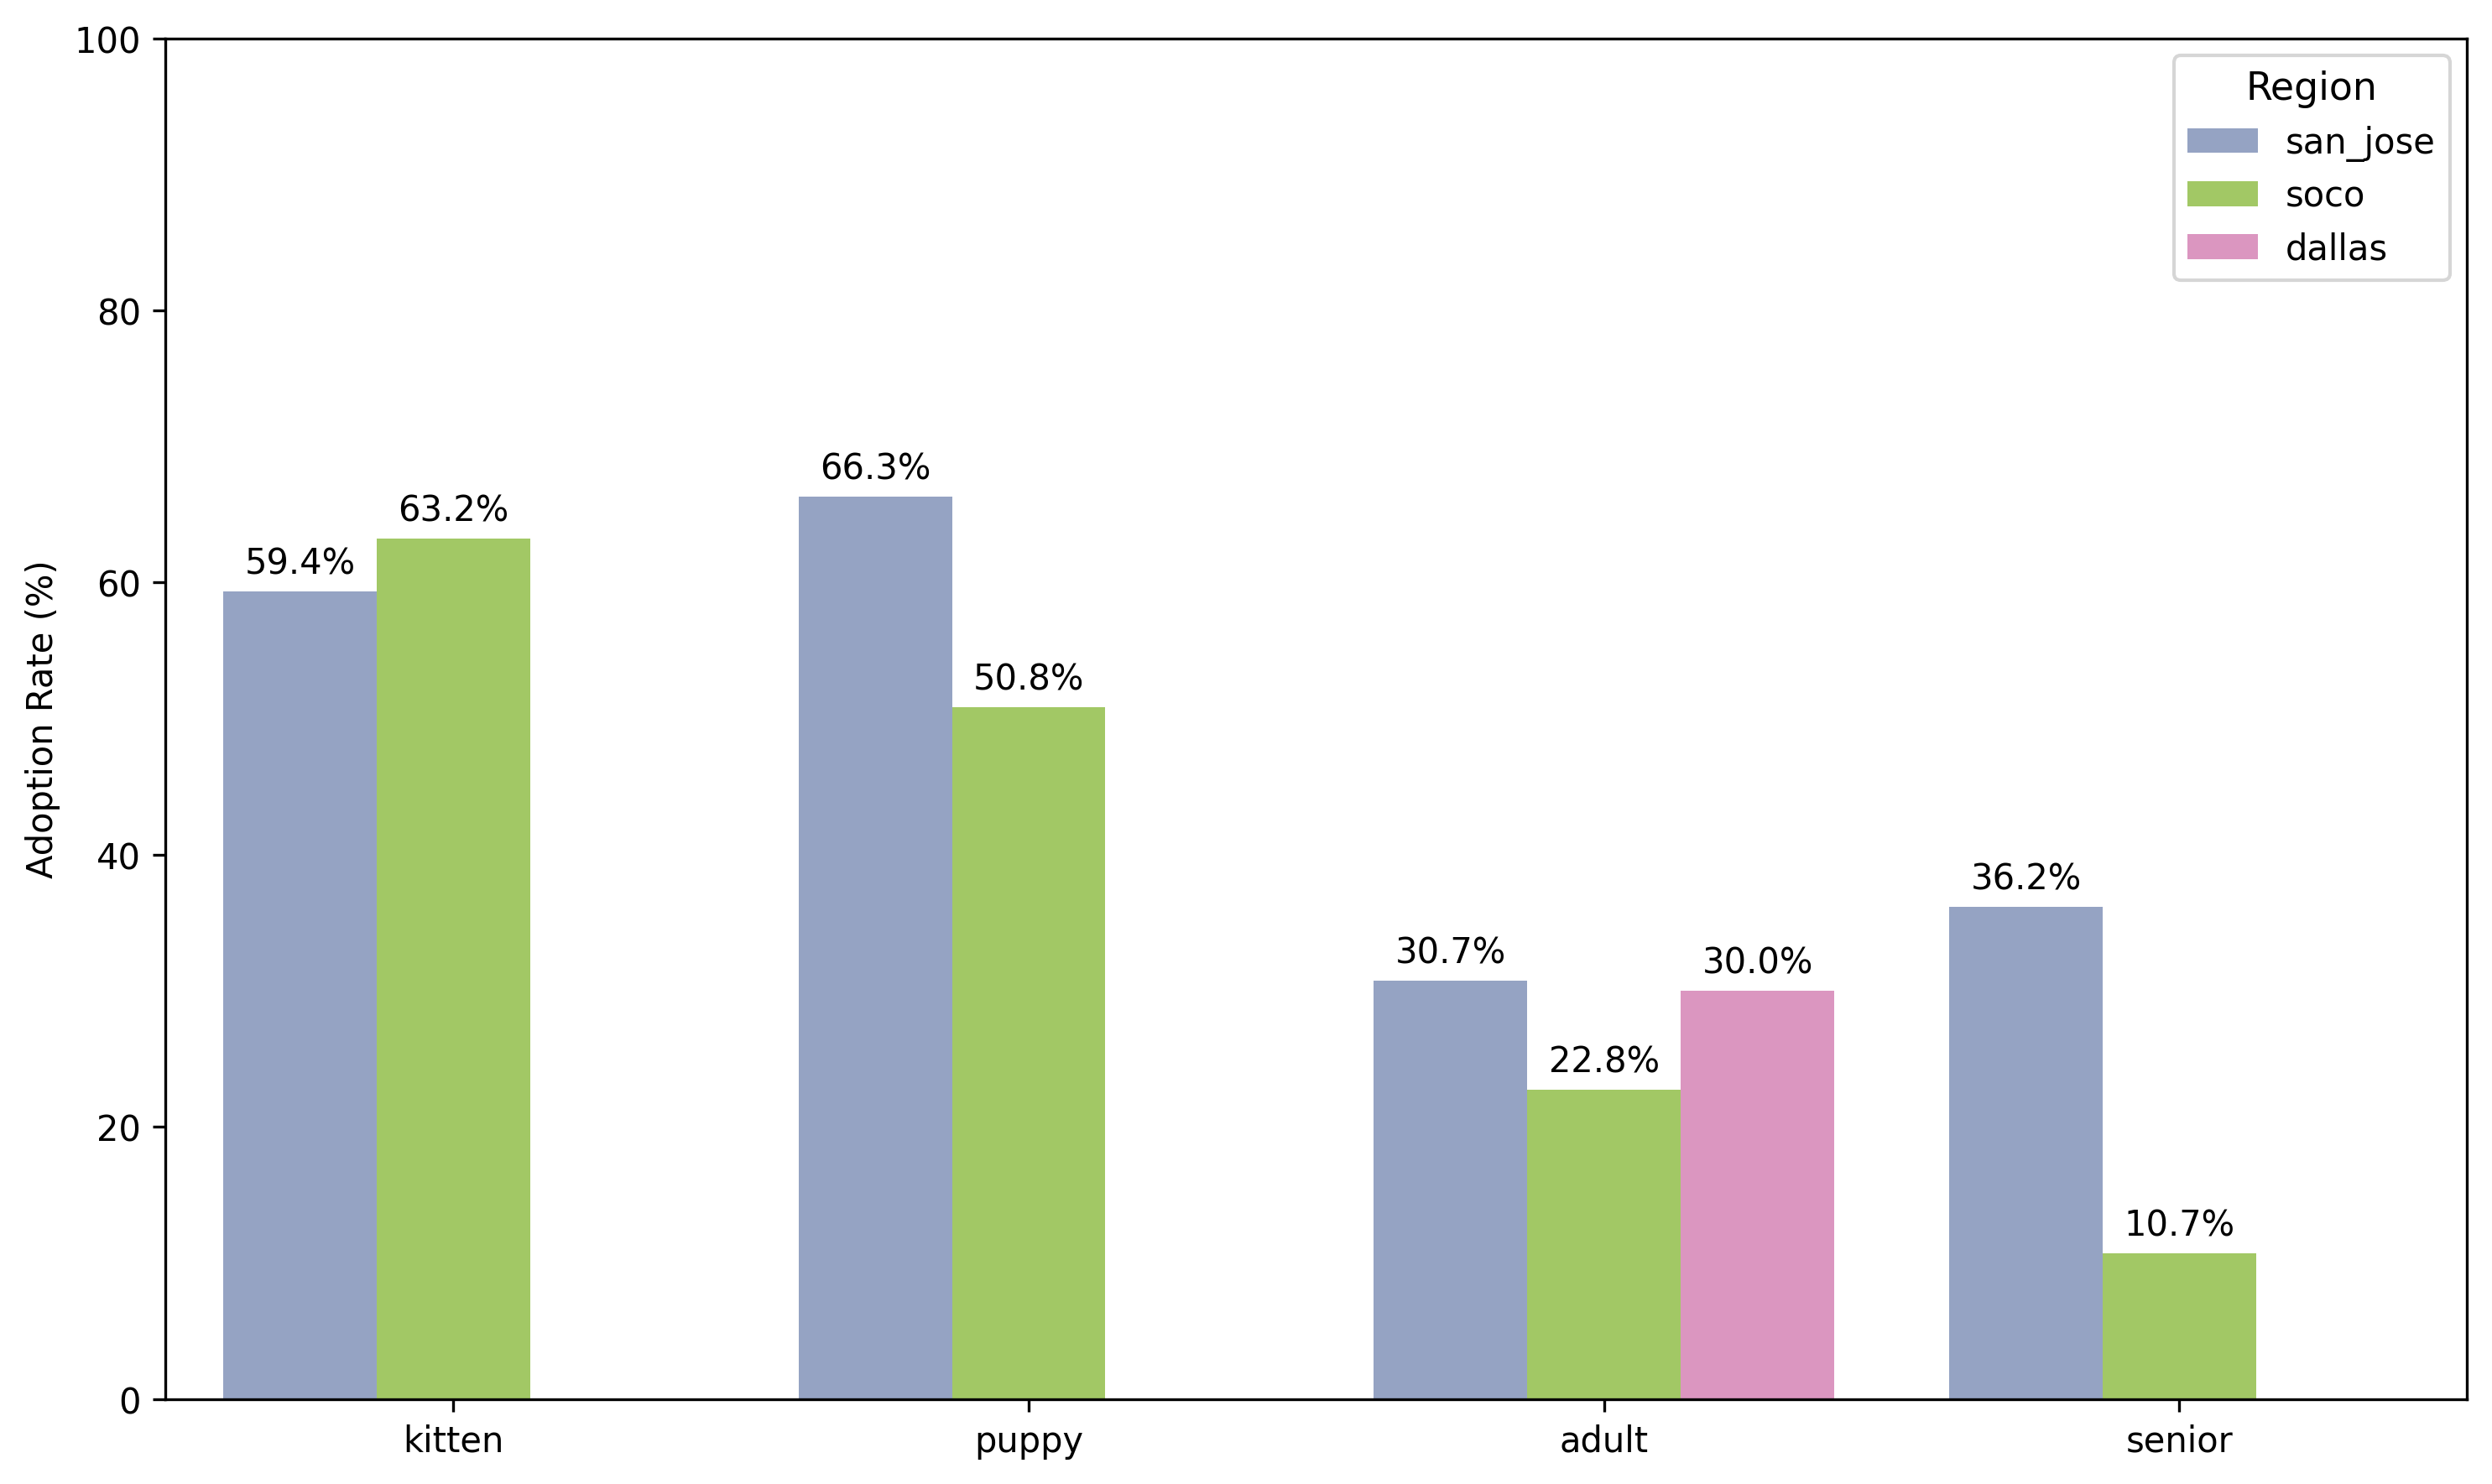 100
80
60
40
20
0
Adoption Rate (%)
59.4%
63.2%
66.3%
50.8%
30.7%
22.8%
30.0%
36.2%
10.7%
kitten
puppy
adult
senior
Region
san_jose
soco
dallas